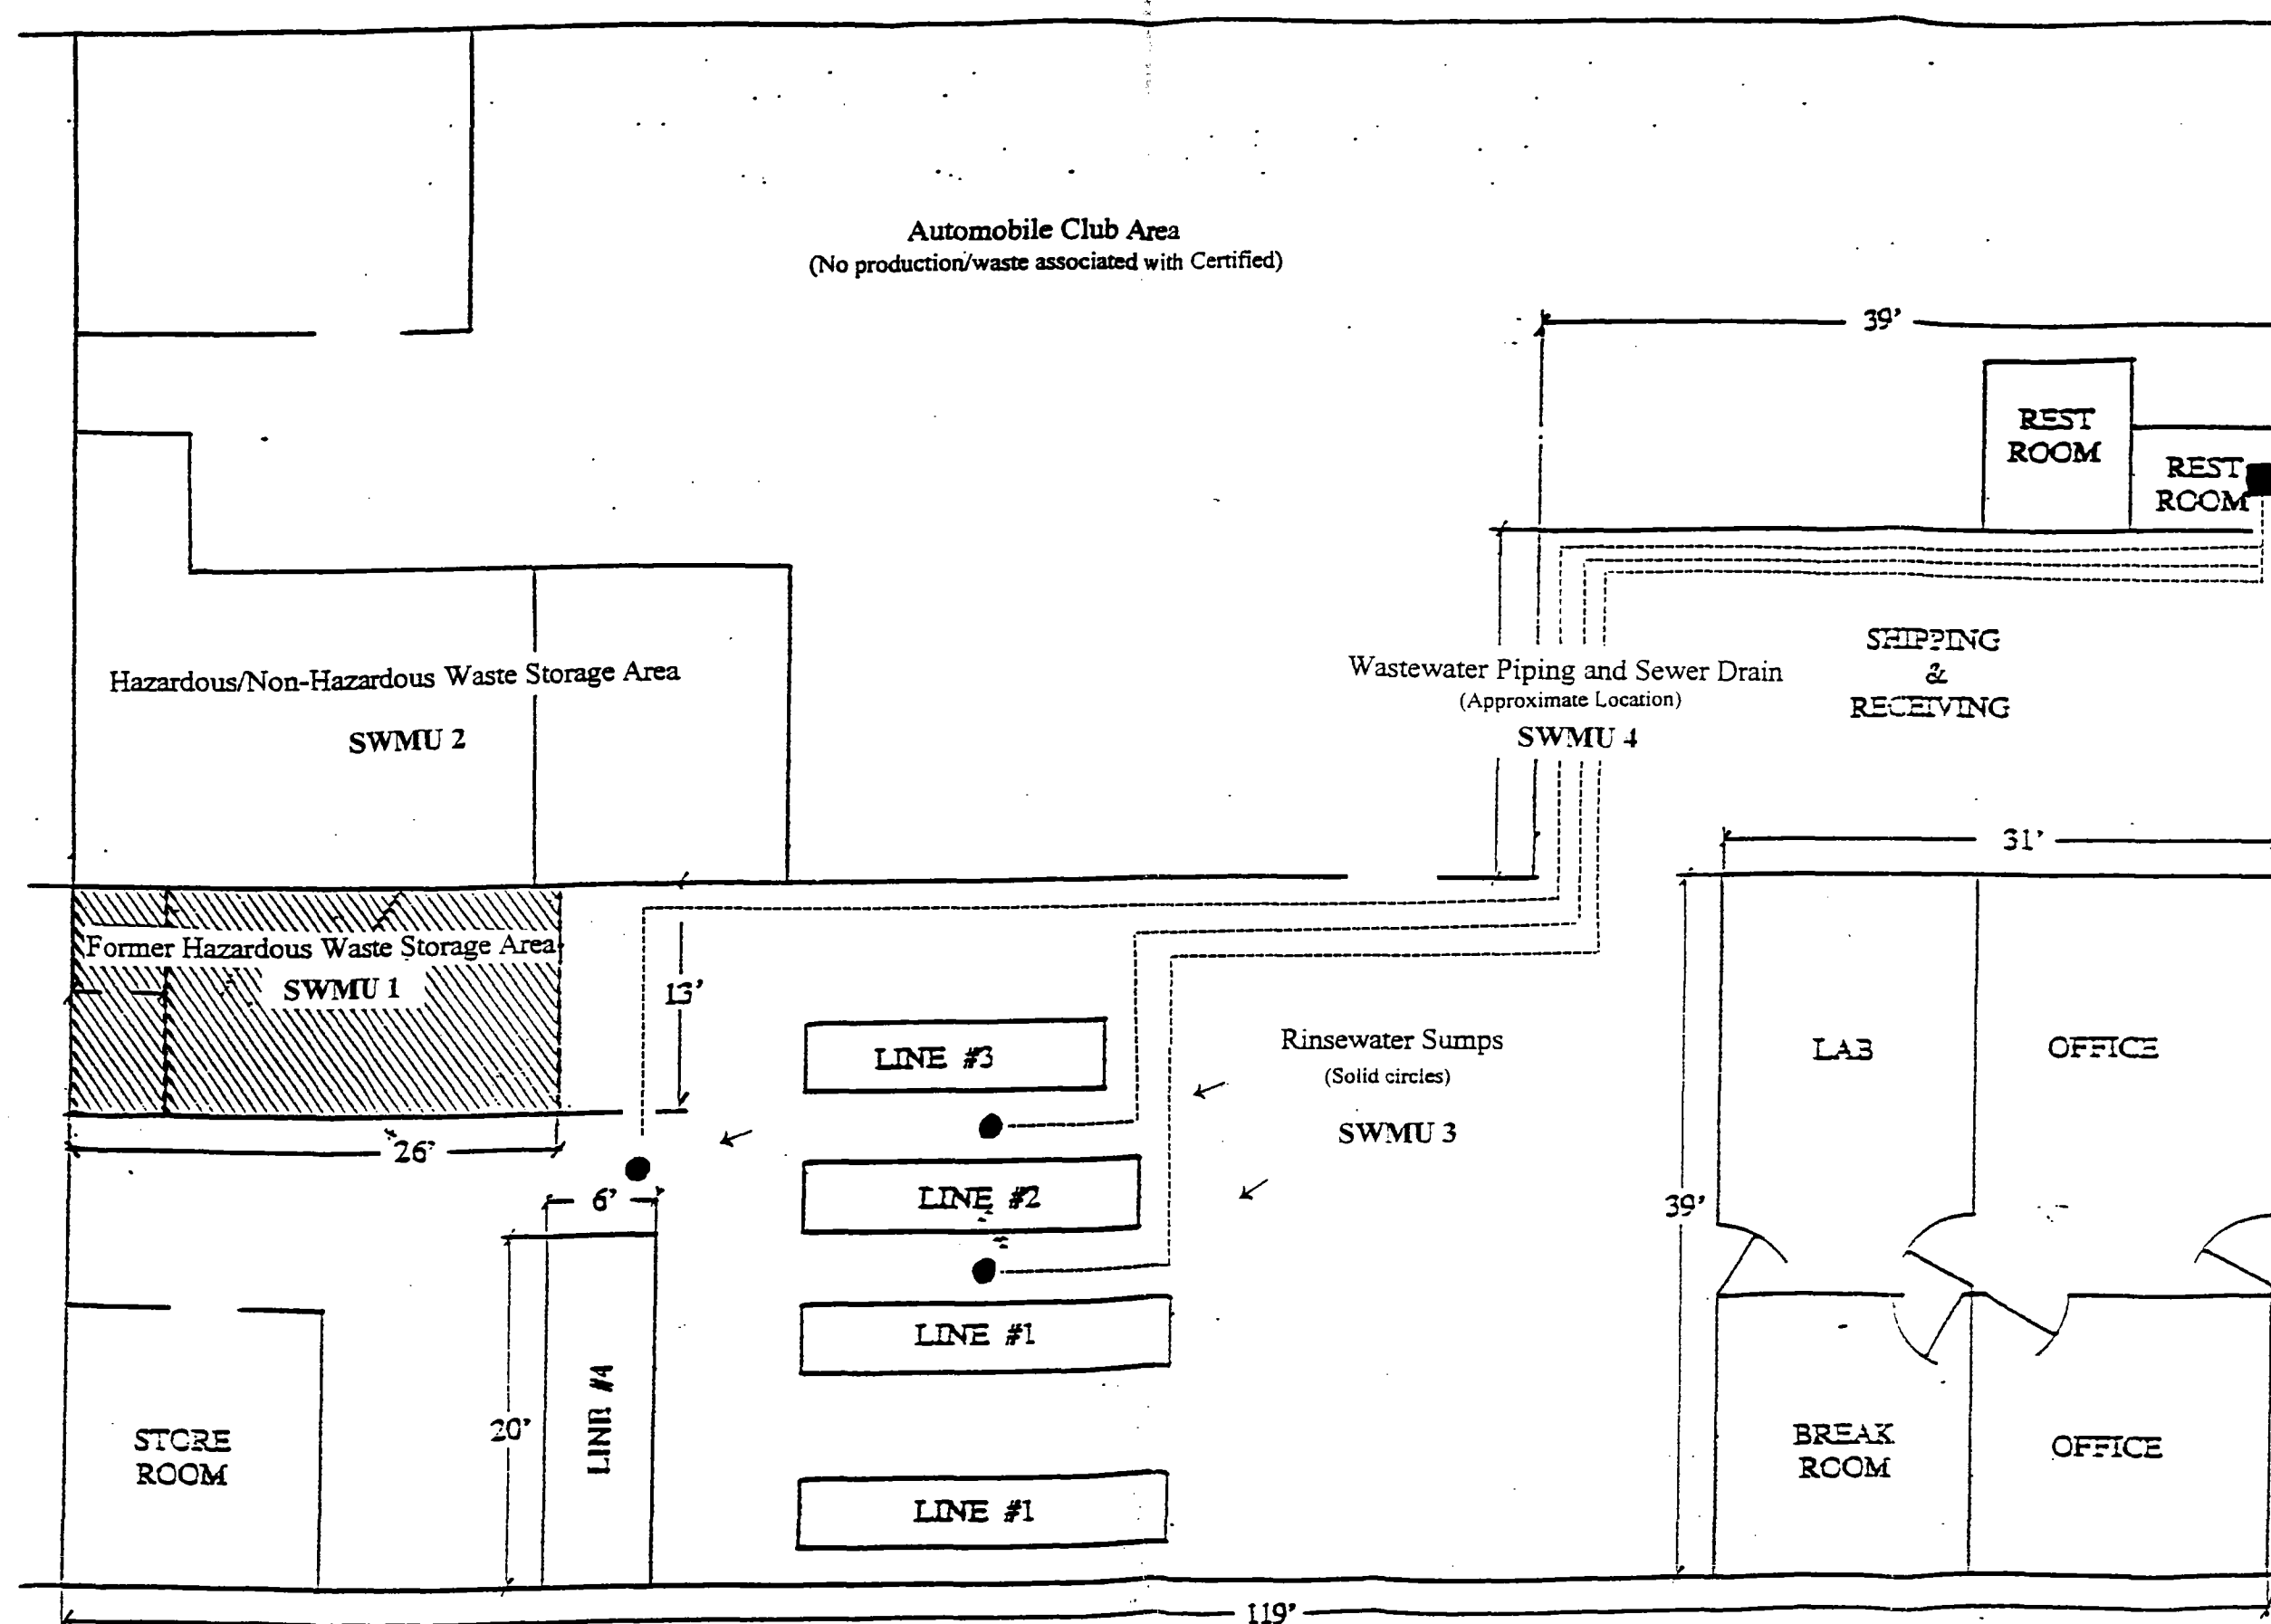 Automobile Club Area
(No production/waste associated with Certified)
39'
REST
ROOM
REST
ROOM
Hazardous/Non-Hazardous Waste Storage Area
SWMU 2
Wastewater Piping and Sewer Drain
(Approximate Location)
SWMU 4
SHIPPING
&
RECEIVING
31'
Former Hazardous Waste Storage Area
SWMU 1
13'
26'
6'
20'
LINE #4
STORE
ROOM
LINE #3
LINE #2
LINE #1
LINE #1
Rinsewater Sumps
(Solid circles)
SWMU 3
39'
LAB
OFFICE
BREAK
ROOM
OFFICE
119'